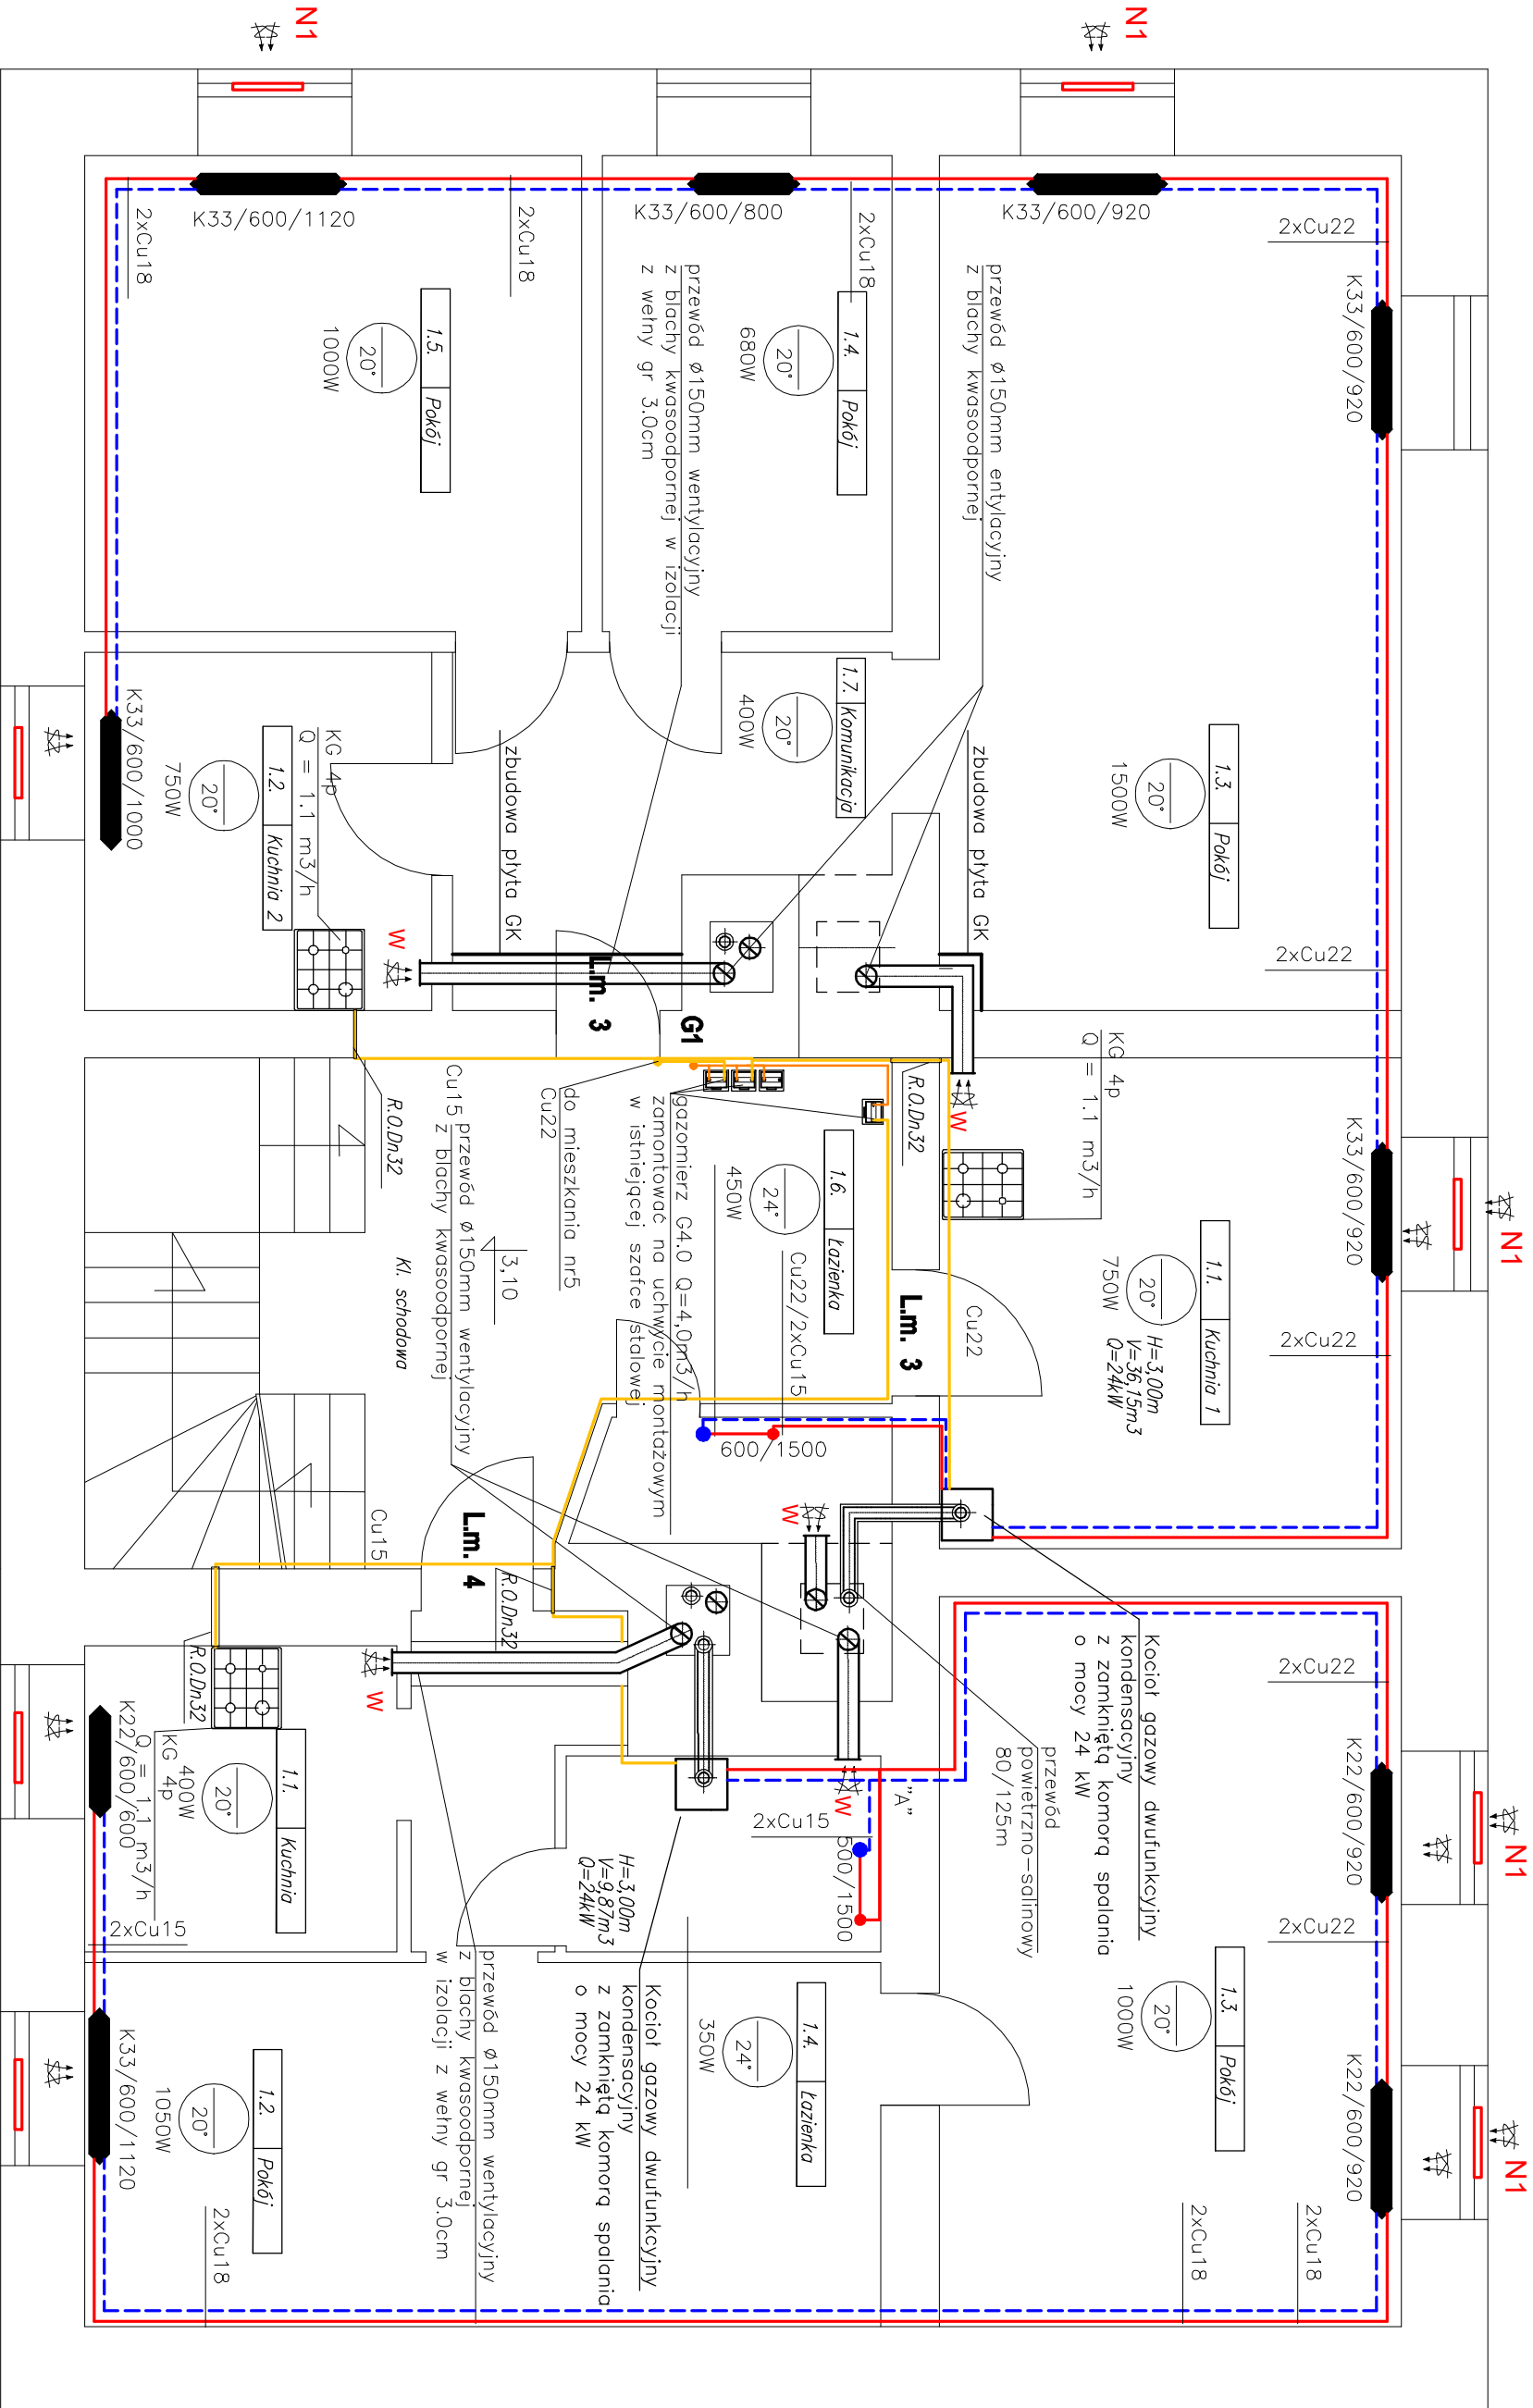 N1
N1
K33/600/1120
K33/600/800
K33/600/920
2xCu18
2xCu18
2xCu18
2xCu22
K33/600/920
przewód ø150mm wentylacyjny
z blachy kwasoodpornej w izolacji
z wełny gr 3.0cm
przewód ø150mm entylacyjny
z blachy kwasoodpornej
1.5. Pokój
20°
1000W
1.4. Pokój
20°
680W
1.7. Komunikacja
20°
400W
1.3. Pokój
20°
1500W
K33/600/1000
KG 4p
Q = 1.1 m3/h
1.2. Kuchnia 2
20°
750W
zbudowa płyta GK
zbudowa płyta GK
2xCu22
W
L.m. 3
G1
R.O.Dn32
R.O.Dn32
W
KG 4p
Q = 1.1 m3/h
K33/600/920
N1
1.6. Łazienka
24°
450W
Cu22/2xCu15
gazomierz G4.0 Q=4,0m3/h
zamontować na uchwycie montażowym
w istniejącej szafce stalowej
do mieszkania nr5
Cu22
Cu15
przewód ø150mm wentylacyjny
z blachy kwasoodpornej
3,10
Kl. schodowa
L.m. 3
Cu22
1.1. Kuchnia 1
20°
750W
H=3,00m
V=36,15m3
Q=24kW
2xCu22
600/1500
W
Cu15
L.m. 4
R.O.Dn32
R.O.Dn32
W
W
"A"
2xCu15
500/1500
Kocioł gazowy dwufunkcyjny
kondensacyjny
z zamkniętą komorą spalania
o mocy 24 kW
przewód
powietrzno-salinowy
80/125m
2xCu22
K22/600/920
N1
2xCu22
K22/600/600
KG 4p
Q = 1.1 m3/h
1.1. Kuchnia
20°
400W
2xCu15
H=3,00m
V=9,87m3
Q=24kW
Kocioł gazowy dwufunkcyjny
kondensacyjny
z zamkniętą komorą spalania
o mocy 24 kW
przewód ø150mm wentylacyjny
z blachy kwasoodpornej
w izolacji z wełny gr 3.0cm
1.4. Łazienka
24°
350W
1.3. Pokój
20°
1000W
K22/600/920
N1
K33/600/1120
1.2. Pokój
20°
1050W
2xCu18
2xCu18
2xCu18